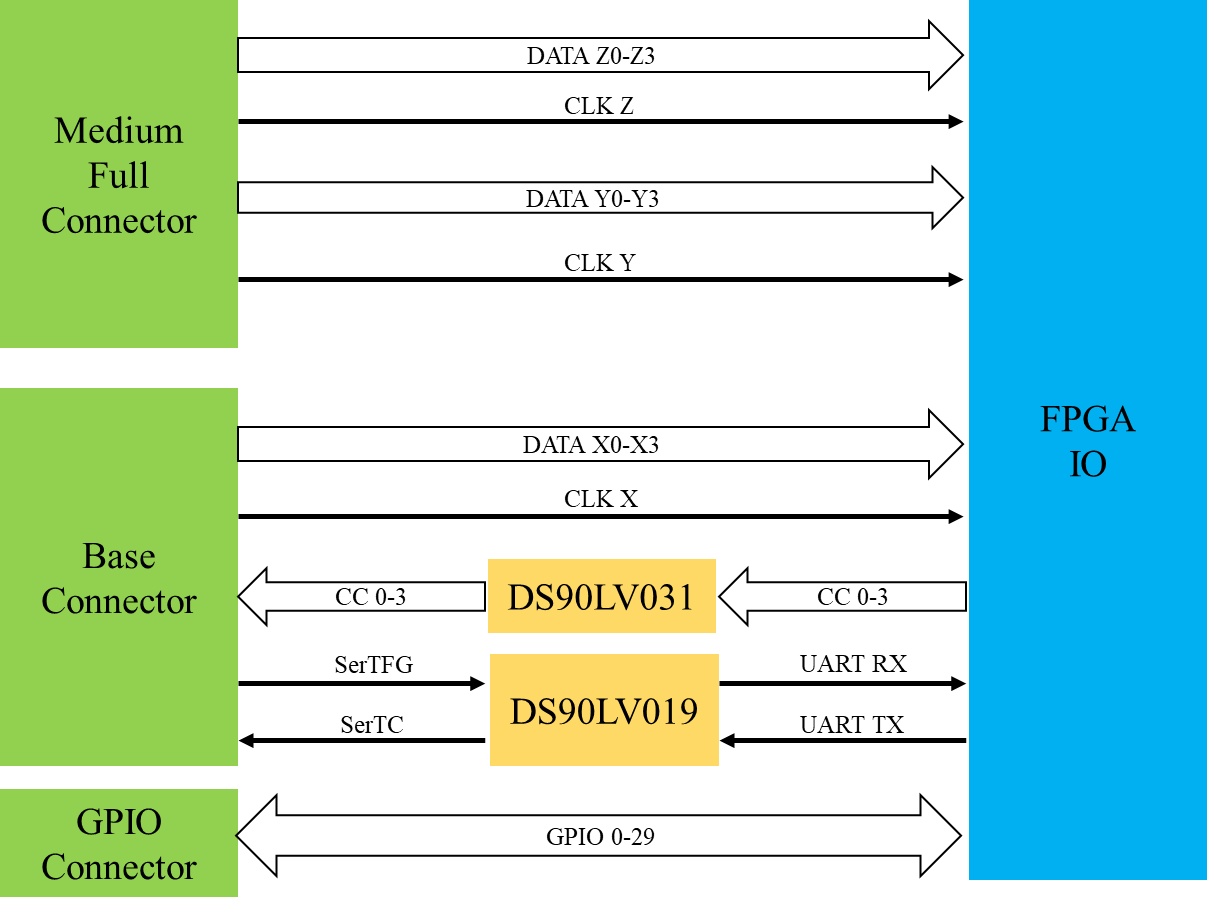 DATA Z0-Z3
CLK Z
Medium
Full
Connector
DATA Y0-Y3
CLK Y
FPGA
IO
DATA X0-X3
CLK X
Base
Connector
CC 0-3
DS90LV031
CC 0-3
SerTFG
UART RX
DS90LV019
SerTC
UART TX
GPIO
Connector
GPIO 0-29